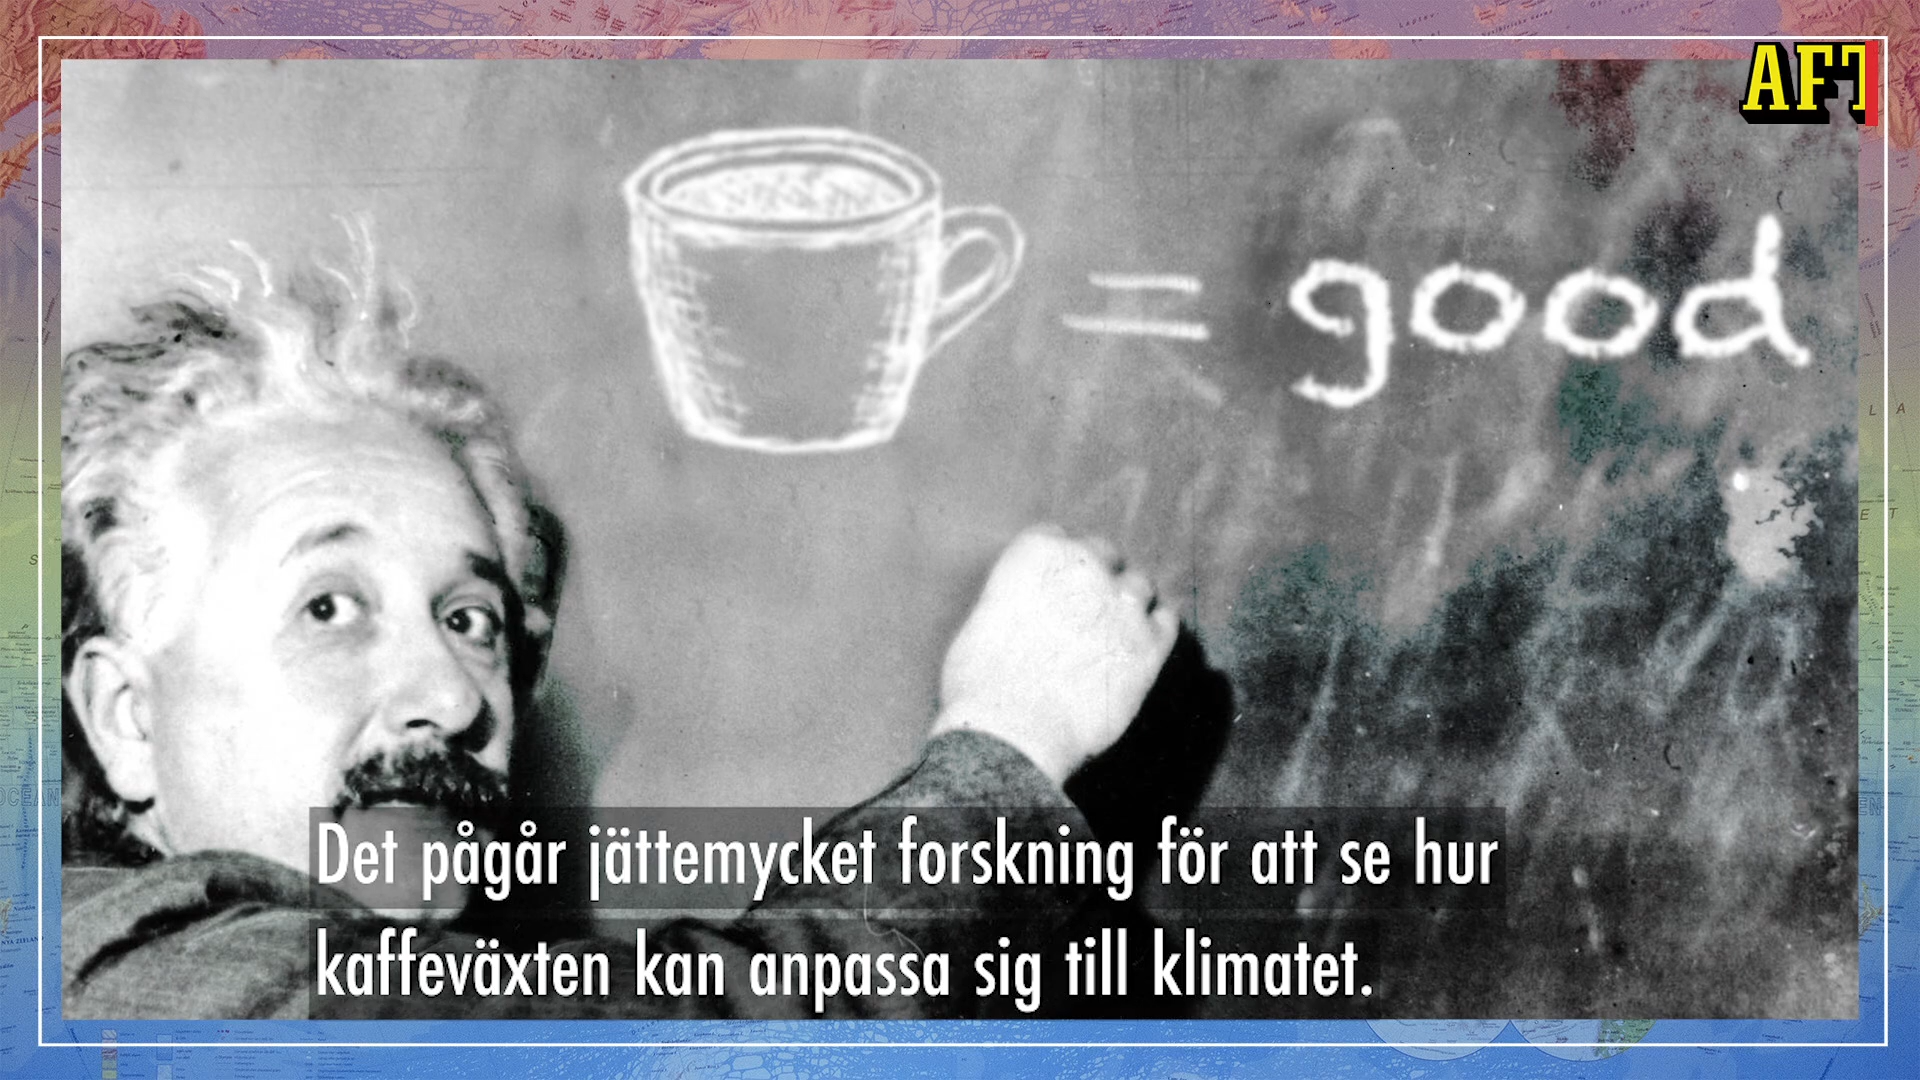 AFT
= good
Det pågår jättemycket forskning för att se hur
kaffeväxten kan anpassa sig till klimatet.